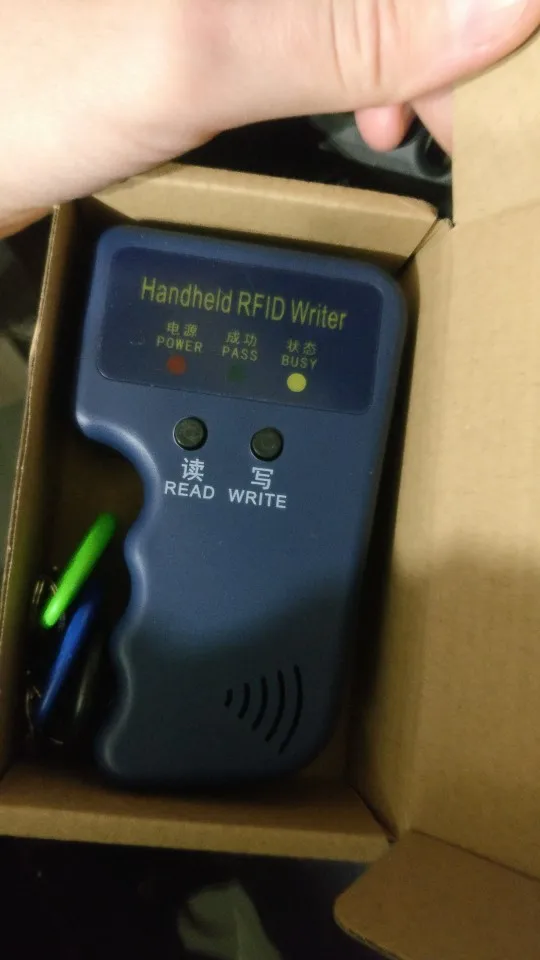 Handheld RFID Writer
电源 成功 状态
POWER PASS BUSY
读 写
READ WRITE